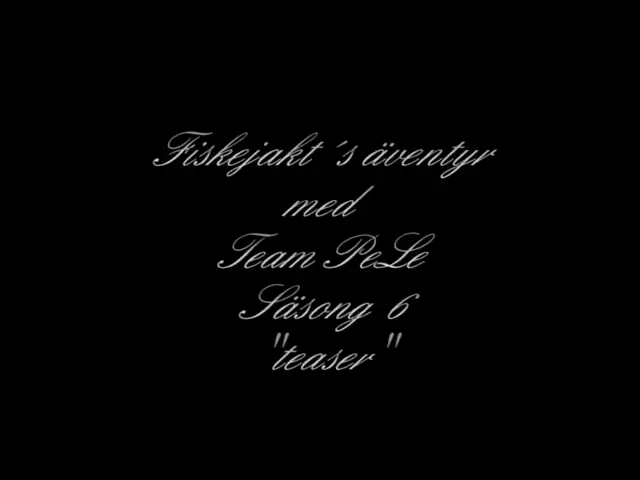 Fiskejakt ´s äventyr
med
Team PeLe
Säsong 6
"teaser"